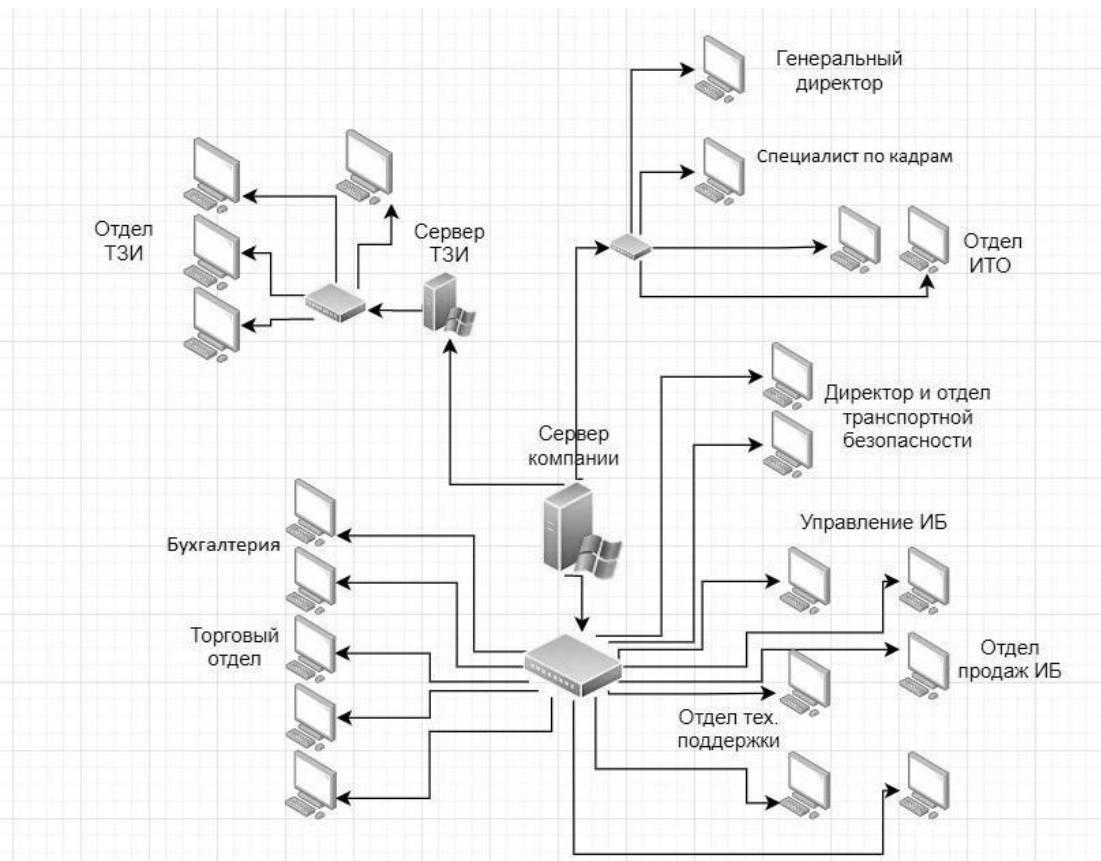 Генеральный
директор
Специалист по кадрам
Отдел
ТЗИ
Сервер
ТЗИ
Отдел
ИТО
Директор и отдел
транспортной
безопасности
Сервер
компании
Управление ИБ
Бухгалтерия
Торговый
отдел
Отдел
продаж ИБ
Отдел тех.
поддержки